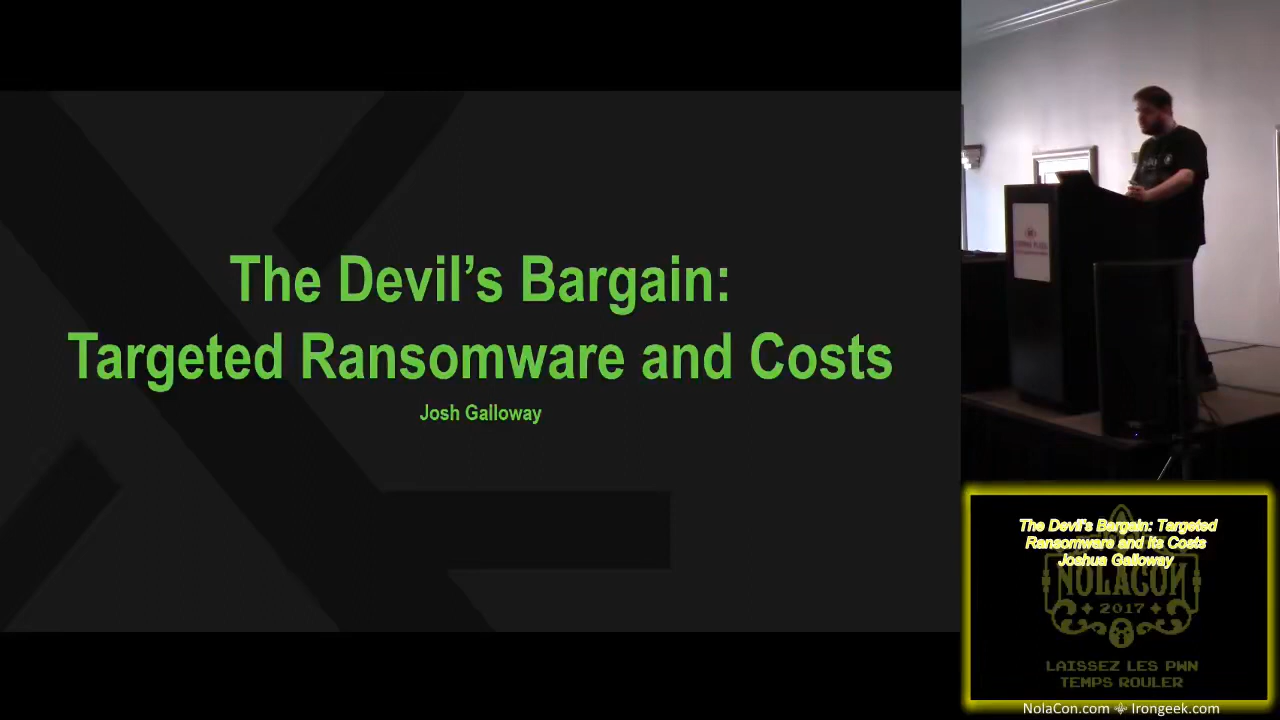 The Devil’s Bargain:
Targeted Ransomware and Costs
Josh Galloway
The Devil's Bargain: Targeted
Ransomware and Its Costs
Joshua Galloway
NOLACON
2017
LAISSEZ LES PWN
TEMPS ROULER
NolaCon.com ⚜ Irongeek.com